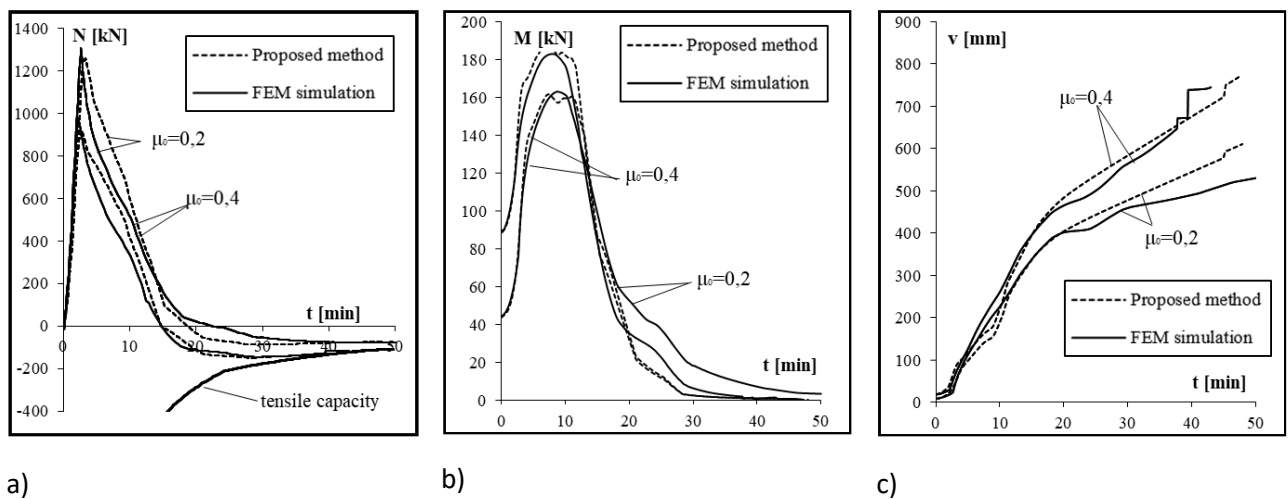 N [kN]
1400
1200
1000
800
600
400
200
0
-200
-400
Proposed method
FEM simulation
μ₀=0,2
μ₀=0,4
t [min]
0 10 20 30 40 50
tensile capacity
a)
M [kN]
200
180
160
140
120
100
80
60
40
20
0
Proposed method
FEM simulation
μ₀=0,4
μ₀=0,2
t [min]
0 10 20 30 40 50
b)
v [mm]
900
800
700
600
500
400
300
200
100
0
μ₀=0,4
μ₀=0,2
Proposed method
FEM simulation
t [min]
0 10 20 30 40 50
c)